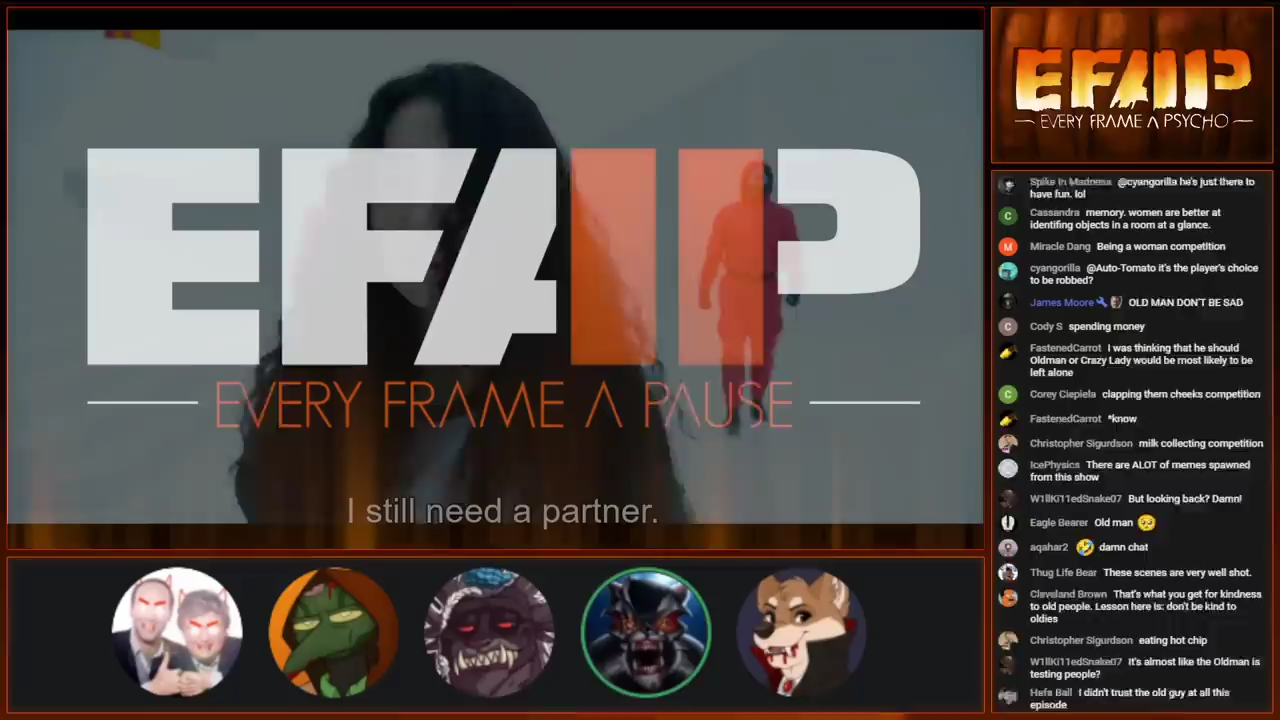 EFAIIP
EVERY FRAME A PAUSE
I still need a partner.
EFAIIP
EVERY FRAME A PSYCHO
Spike In Madness @cyangorilla he's just there to
have fun. lol
Cassandra memory. women are better at
identifing objects in a room at a glance.
Miracle Dang Being a woman competition
cyangorilla @Auto-Tomato it's the player's choice
to be robbed?
James Moore OLD MAN DON'T BE SAD
Cody S spending money
FastenedCarrot I was thinking that he should
Oldman or Crazy Lady would be most likely to be
left alone
Corey Ciepiela clapping them cheeks competition
FastenedCarrot *know
Christopher Sigurdson milk collecting competition
IcePhysics There are ALOT of memes spawned
from this show
W1llKi11edSnake07 But looking back? Damn!
Eagle Bearer Old man 🥺
aqahar2 🤣 damn chat
Thug Life Bear These scenes are very well shot.
Cleveland Brown That's what you get for kindness
to old people. Lesson here is: don't be kind to
oldies
Christopher Sigurdson eating hot chip
W1llKi11edSnake07 It's almost like the Oldman is
testing people?
Hefa Ball I didn't trust the old guy at all this
episode
C
M
C
C